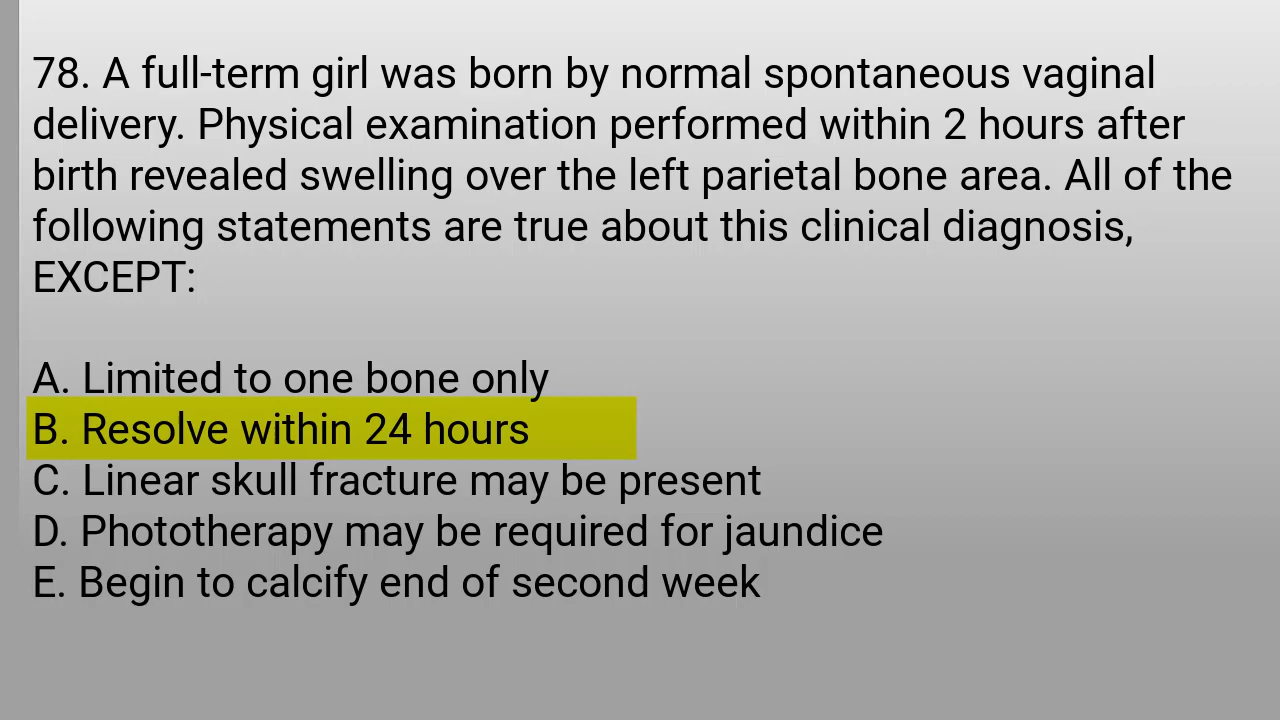 78. A full-term girl was born by normal spontaneous vaginal
delivery. Physical examination performed within 2 hours after
birth revealed swelling over the left parietal bone area. All of the
following statements are true about this clinical diagnosis,
EXCEPT:
A. Limited to one bone only
B. Resolve within 24 hours
C. Linear skull fracture may be present
D. Phototherapy may be required for jaundice
E. Begin to calcify end of second week